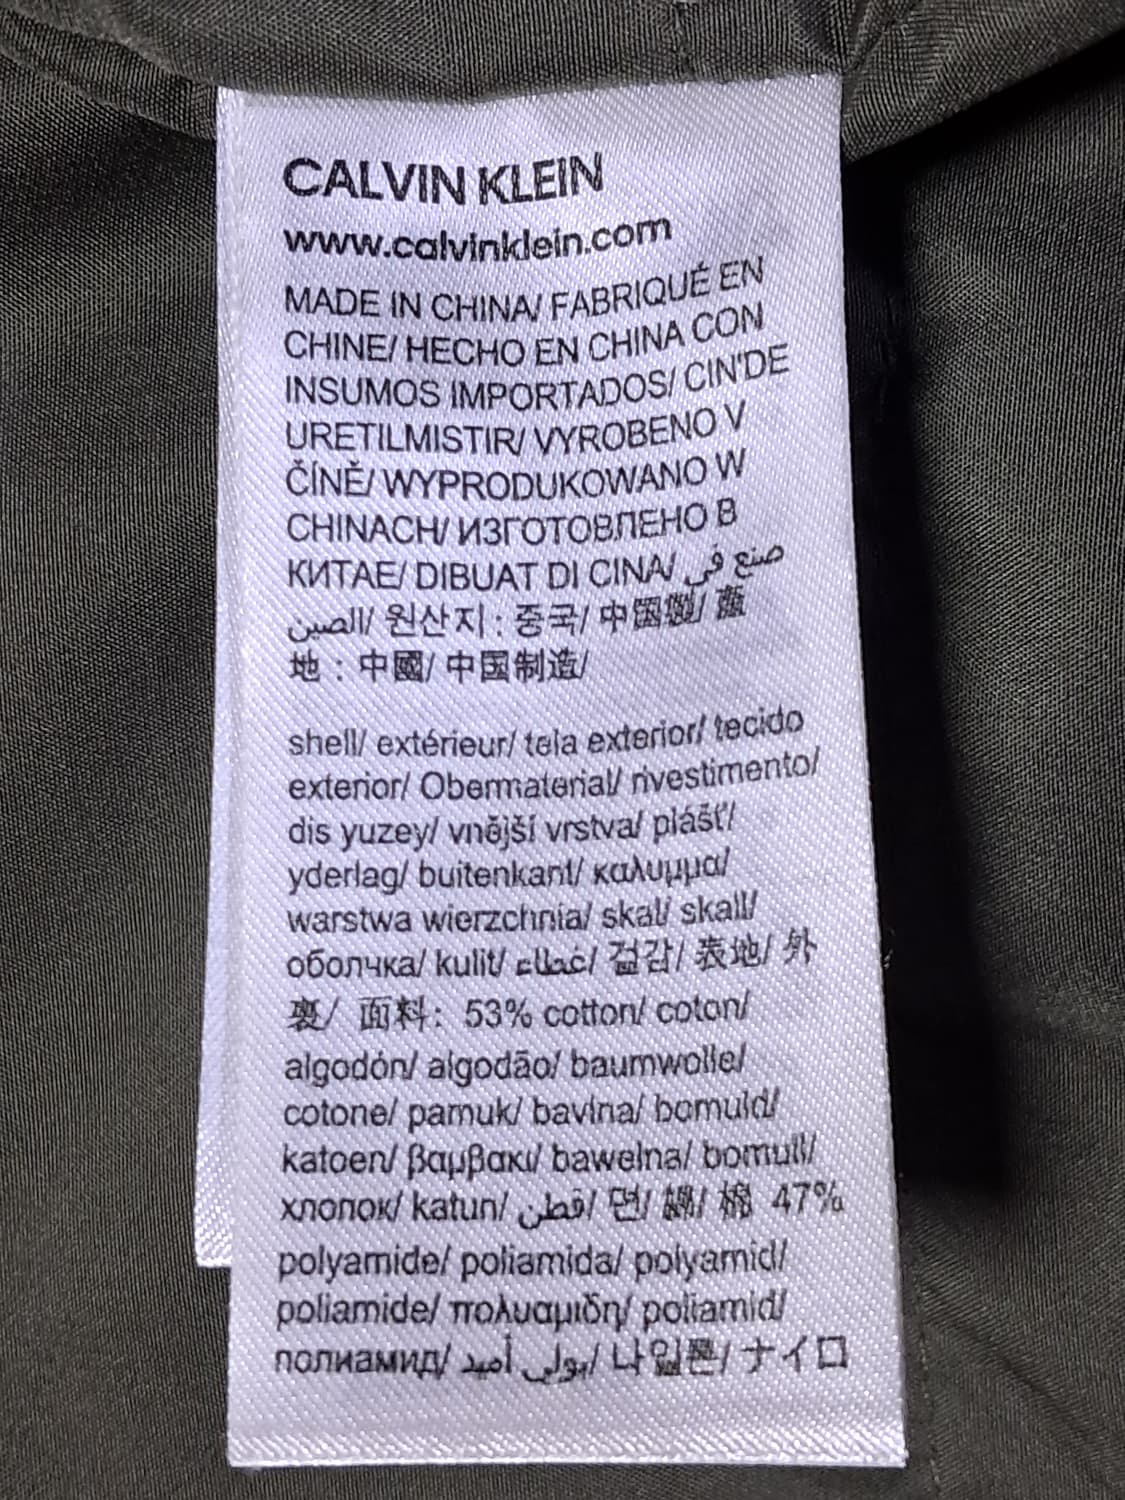 CALVIN KLEIN
www.calvinklein.com
MADE IN CHINA/ FABRIQUÉ EN
CHINE/ HECHO EN CHINA CON
INSUMOS IMPORTADOS/ CIN'DE
URETILMISTIR/ VYROBENO V
ČÍNĚ/ WYPRODUKOWANO W
CHINACH/ ИЗГОТОВЛЕНО В
КИТАЕ/ DIBUAT DI CINA/ صنع في
الصين/ 원산지 : 중국/ 中国製/ 產
地 : 中國/ 中国制造/
shell/ extérieur/ tela exterior/ tecido
exterior/ Obermaterial/ rivestimento/
dis yuzey/ vnější vrstva/ plášť/
yderlag/ buitenkant/ καλυμμα/
warstwa wierzchnia/ skal/ skall/
оболчка/ kulit/ غطاء/ 겉감/ 表地/ 外
裏/ 面料: 53% cotton/ coton/
algodón/ algodão/ baumwolle/
cotone/ pamuk/ bavlna/ bomuld/
katoen/ βαμβακι/ bawełna/ bomull/
хлопок/ katun/ قطن/ 면/ 綿/ 棉 47%
polyamide/ poliamida/ polyamid/
poliamide/ πολυαμιδη/ poliamid/
полиамид/ بولي أميد/ 나일론/ ナイロ